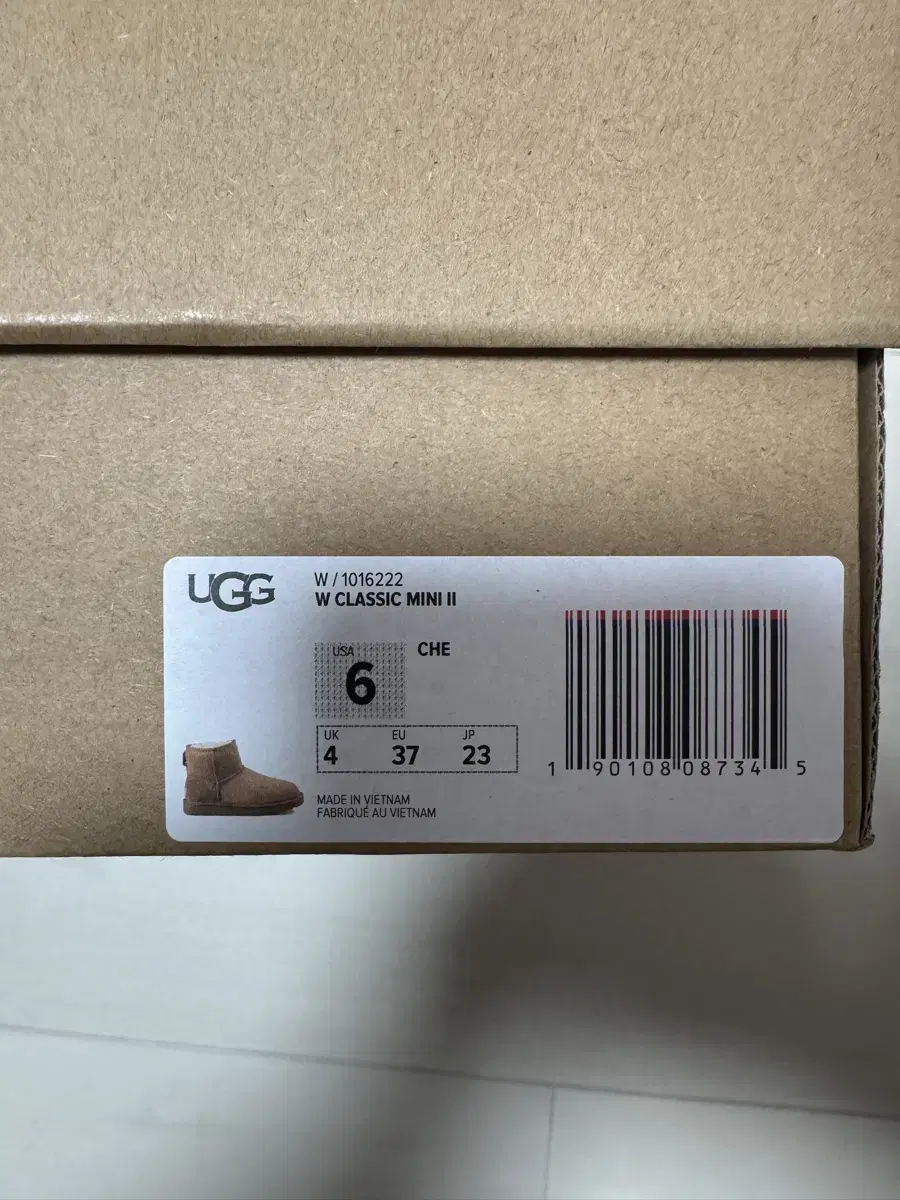 UGG
W / 1016222
W CLASSIC MINI II
USA
6
CHE
UK EU JP
4 37 23
MADE IN VIETNAM
FABRIQUÉ AU VIETNAM
1 90108 08734 5